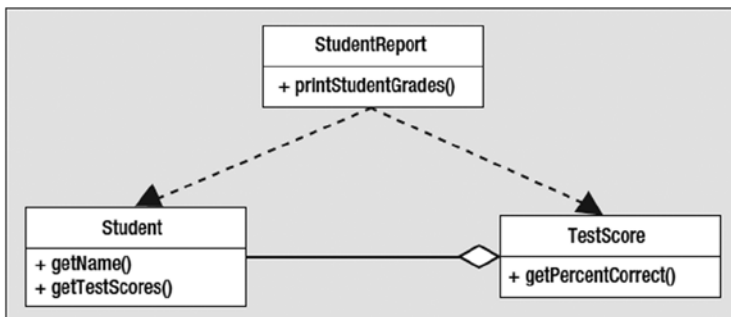 StudentReport
+ printStudentGrades()
Student
+ getName()
+ getTestScores()
TestScore
+ getPercentCorrect()